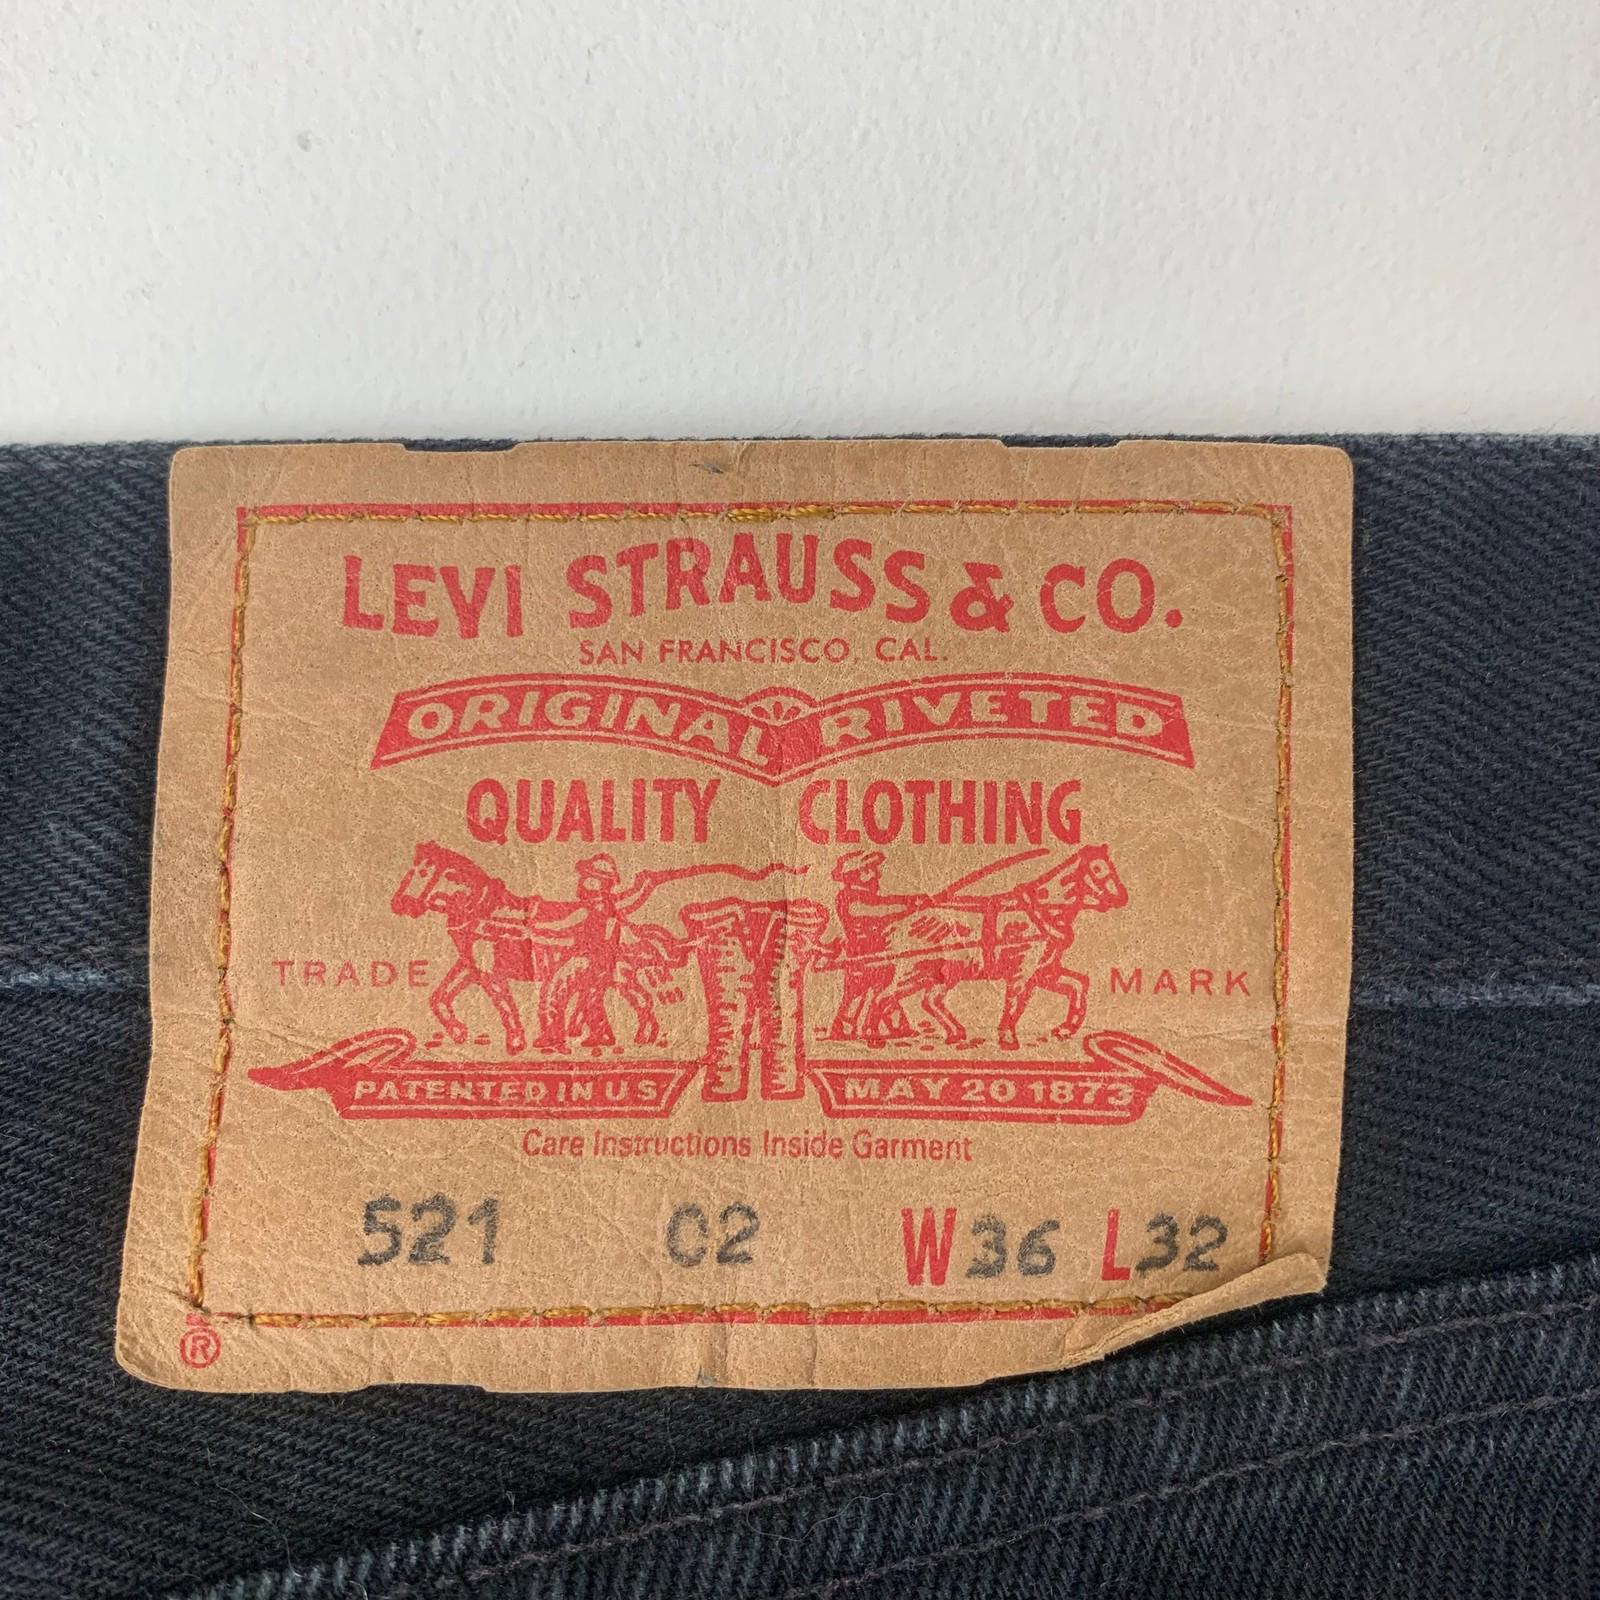 LEVI STRAUSS & CO.
SAN FRANCISCO, CAL.
ORIGINAL RIVETED
QUALITY CLOTHING
TRADE MARK
PATENTED IN U S MAY 20 1873
Care Instructions Inside Garment
521 02 W36 L32
®